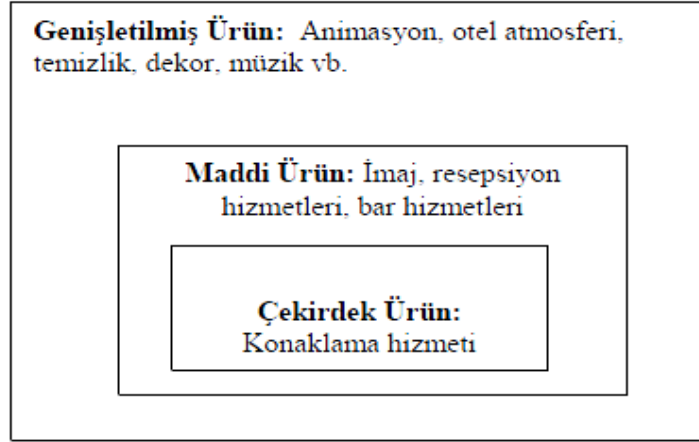 Genişletilmiş Ürün: Animasyon, otel atmosferi,
temizlik, dekor, müzik vb.
Maddi Ürün: İmaj, resepsiyon
hizmetleri, bar hizmetleri
Çekirdek Ürün:
Konaklama hizmeti